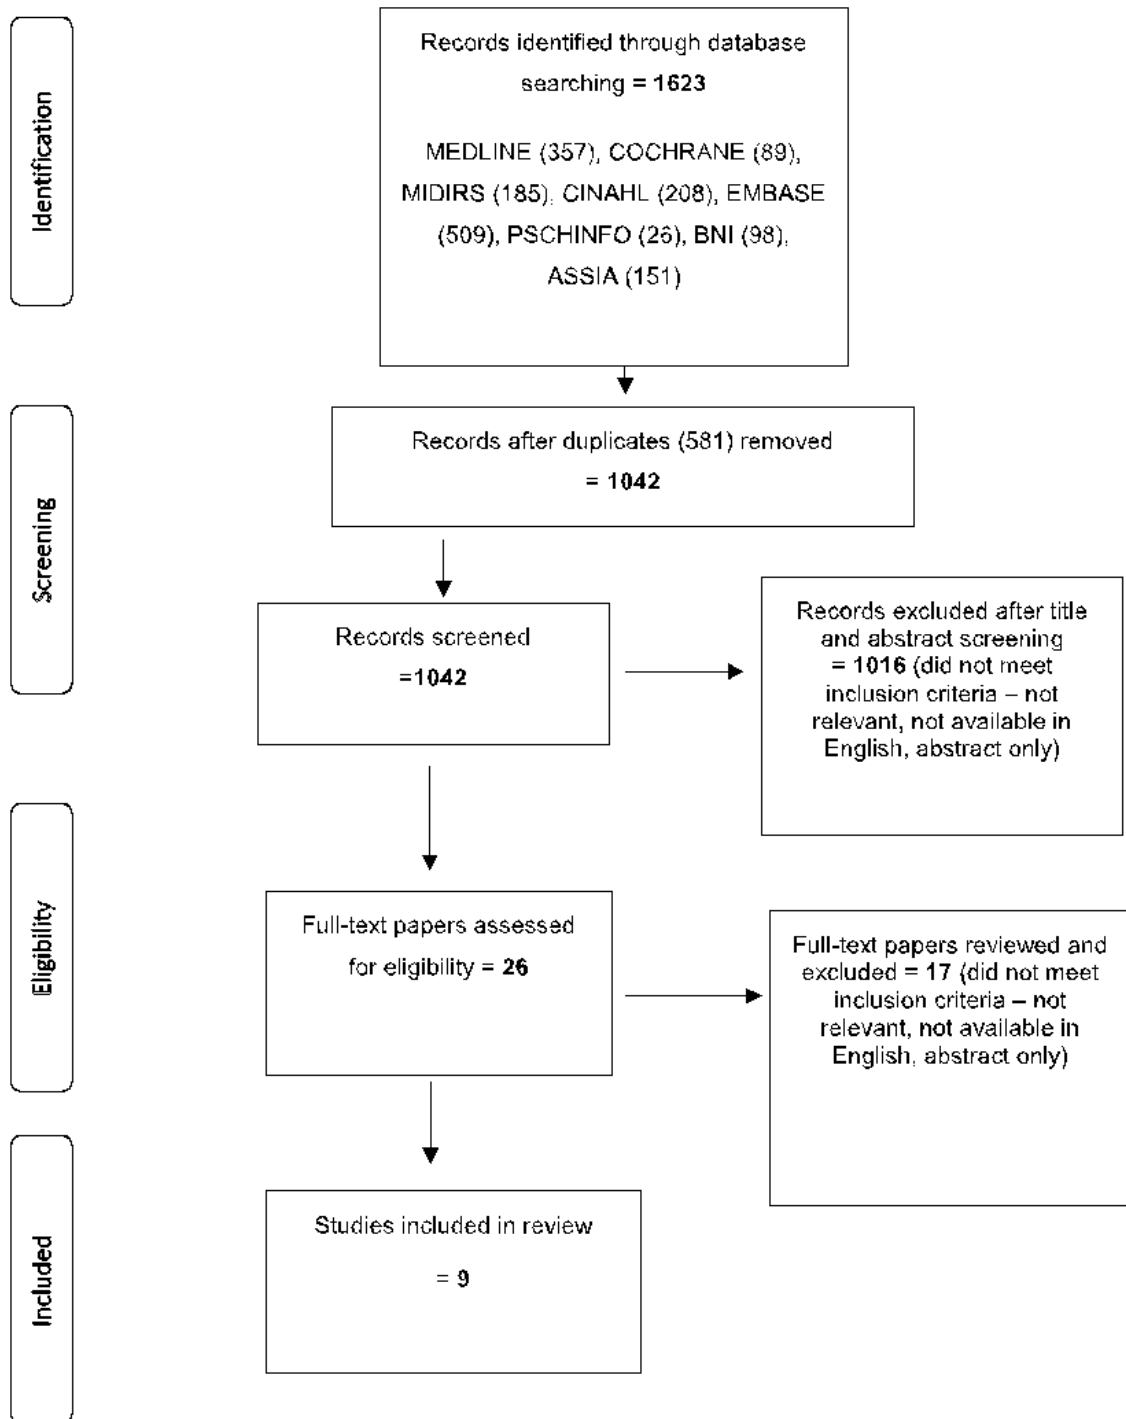 Identification
Records identified through database
searching = 1623
MEDLINE (357), COCHRANE (89),
MIDIRS (185), CINAHL (208), EMBASE
(509), PSCHINFO (26), BNI (98),
ASSIA (151)
Screening
Records after duplicates (581) removed
= 1042
Records screened
=1042
Records excluded after title
and abstract screening
= 1016 (did not meet
inclusion criteria – not
relevant, not available in
English, abstract only)
Eligibility
Full-text papers assessed
for eligibility = 26
Full-text papers reviewed and
excluded = 17 (did not meet
inclusion criteria – not
relevant, not available in
English, abstract only)
Included
Studies included in review
= 9